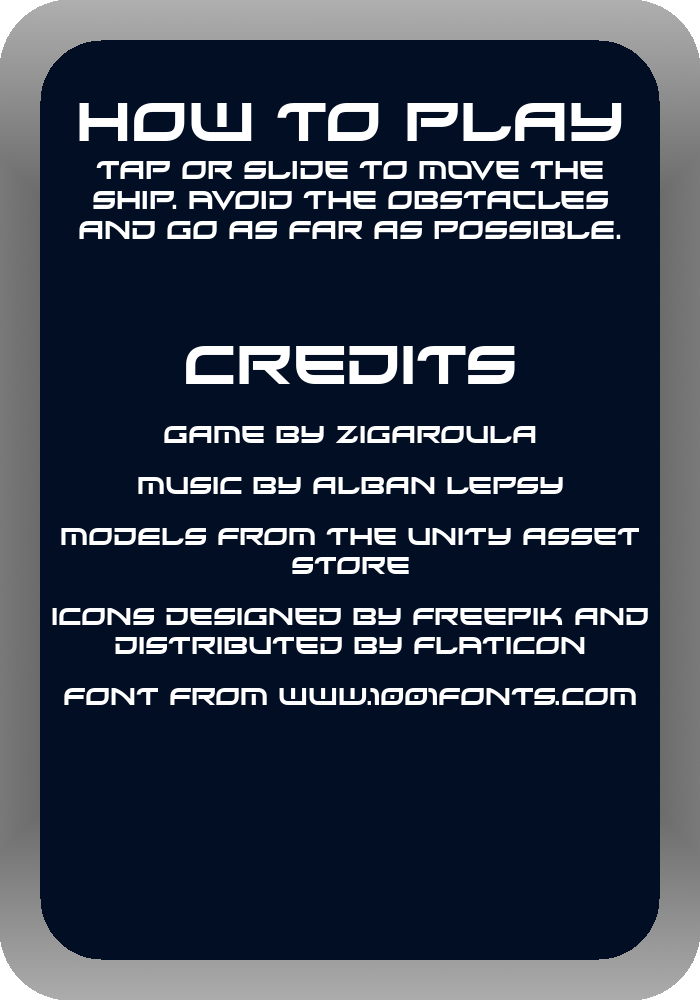 HOW TO PLAY
TAP OR SLIDE TO MOVE THE
SHIP. AVOID THE OBSTACLES
AND GO AS FAR AS POSSIBLE.
CREDITS
GAME BY ZIGAROULA
MUSIC BY ALBAN LEPSY
MODELS FROM THE UNITY ASSET
STORE
ICONS DESIGNED BY FREEPIK AND
DISTRIBUTED BY FLATICON
FONT FROM WWW.1001FONTS.COM